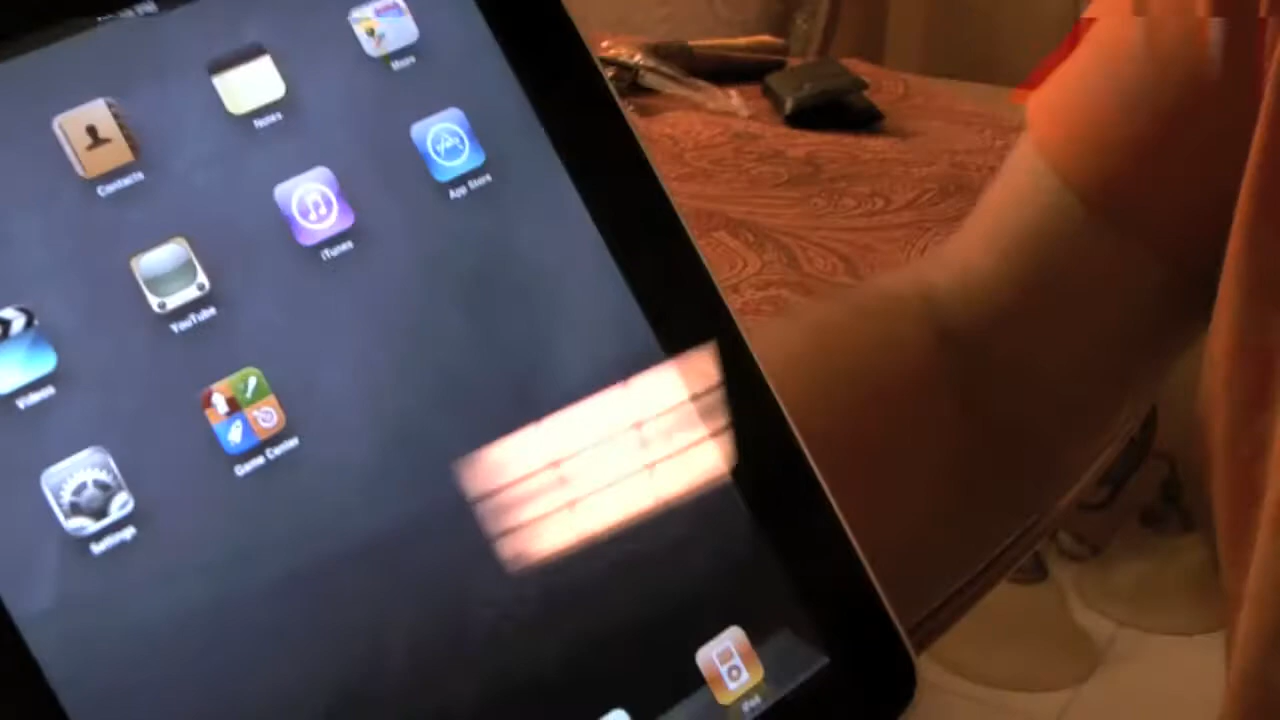 Maps
Notes
Contacts
App Store
iTunes
YouTube
Videos
Game Center
Settings
iPod